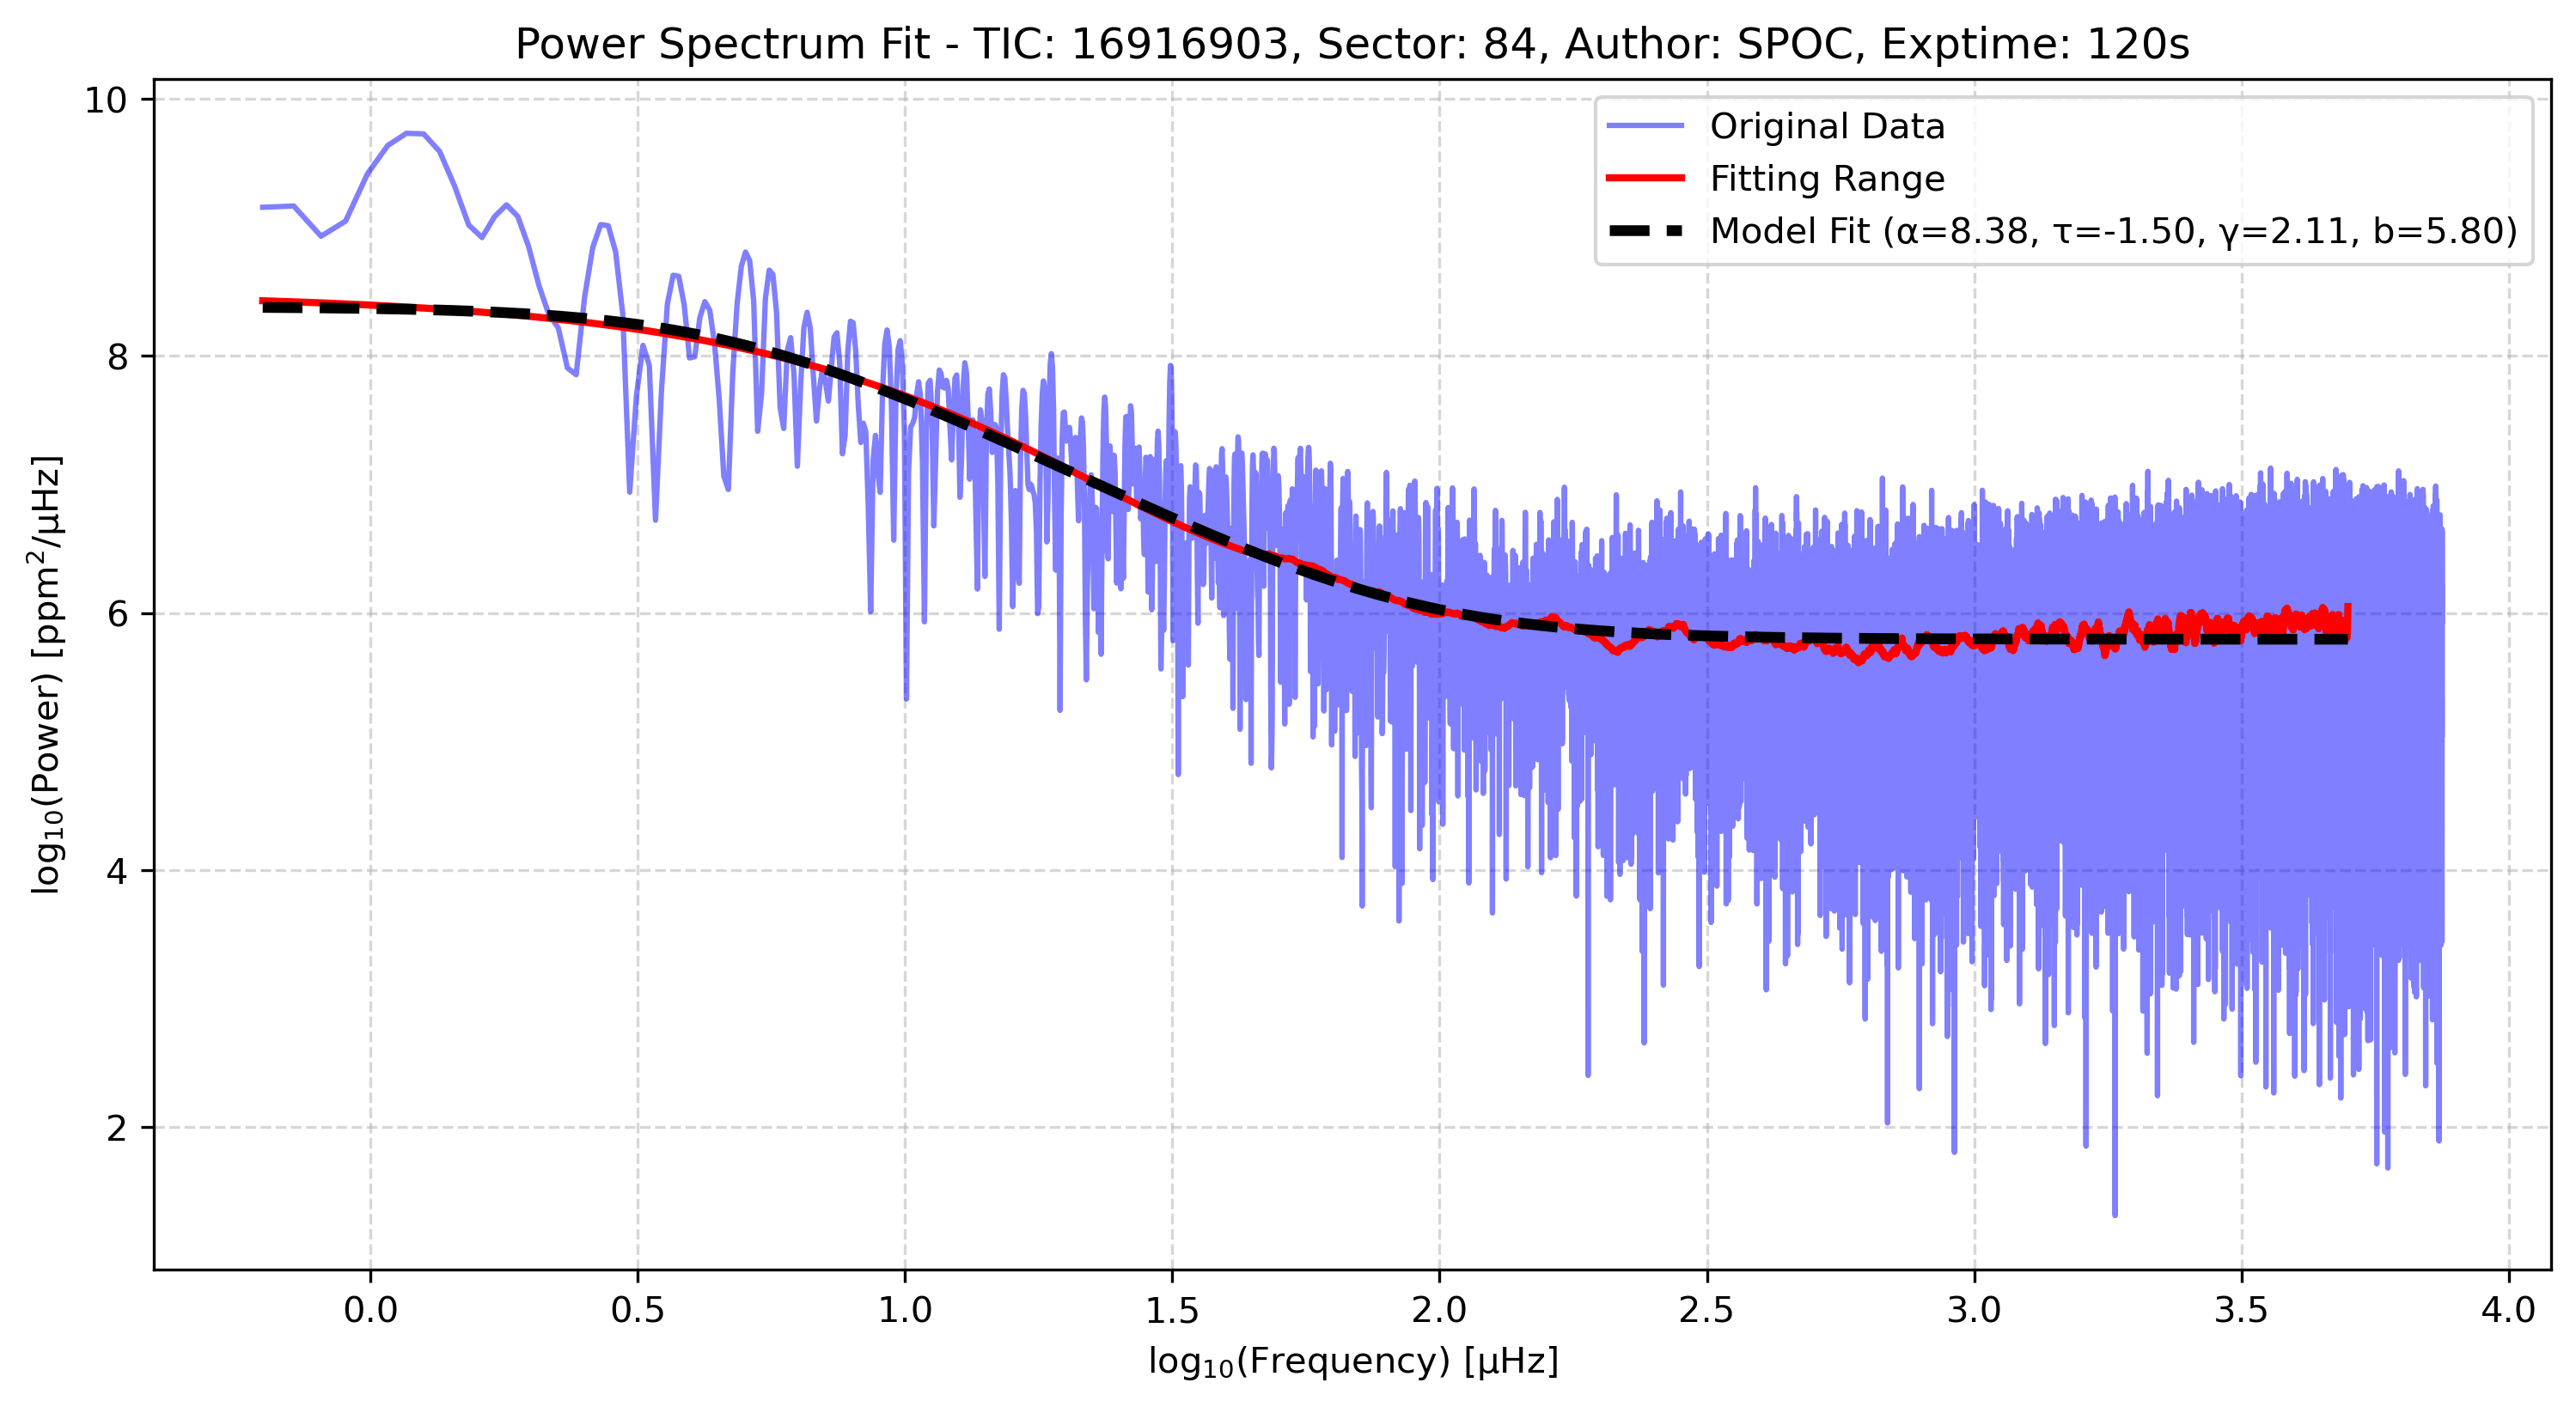 Power Spectrum Fit - TIC: 16916903, Sector: 84, Author: SPOC, Exptime: 120s
Original Data
Fitting Range
Model Fit (α=8.38, τ=-1.50, γ=2.11, b=5.80)
log₁₀(Power) [ppm²/μHz]
10
8
6
4
2
0.0 0.5 1.0 1.5 2.0 2.5 3.0 3.5 4.0
log₁₀(Frequency) [μHz]